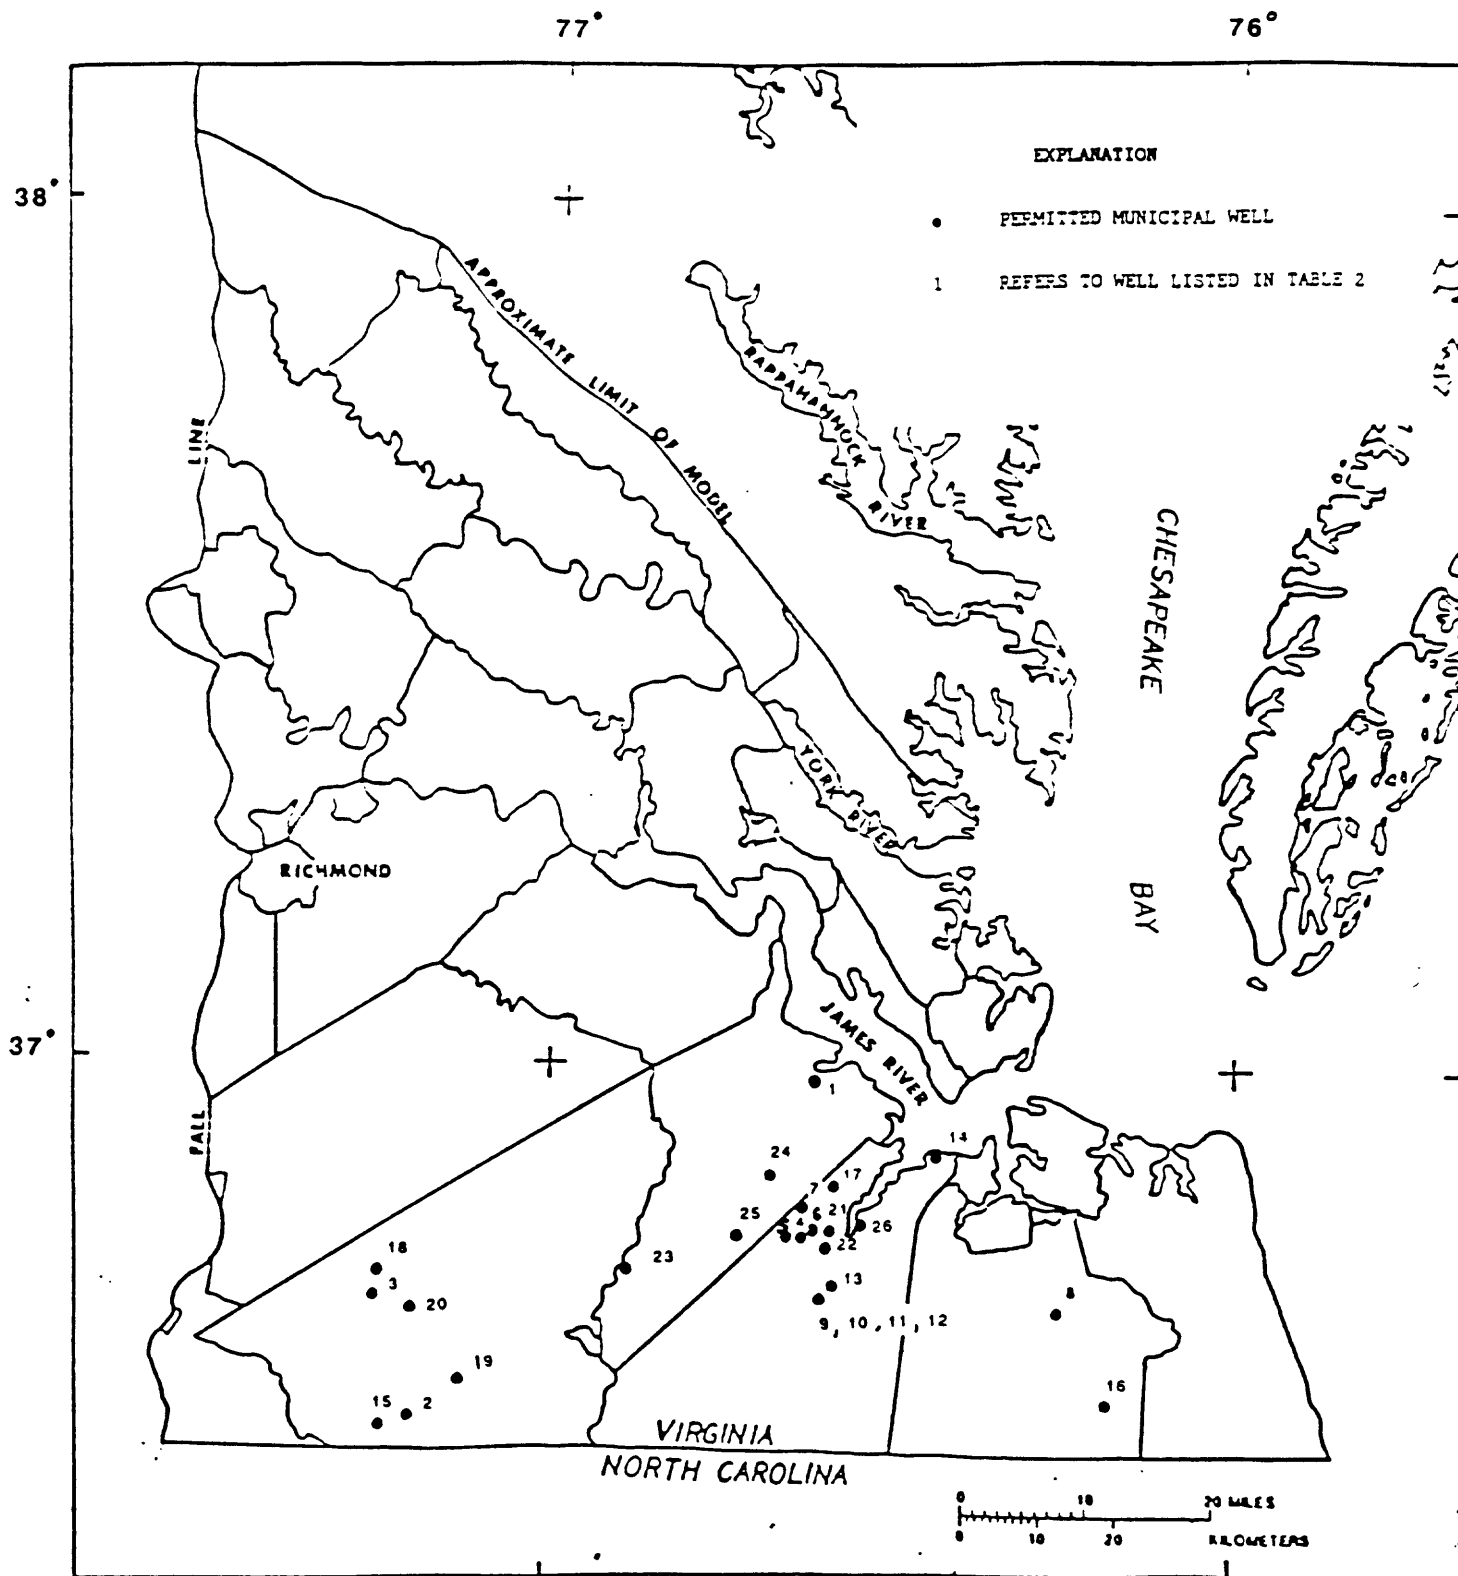 77° 76°
EXPLANATION
38°
PERMITTED MUNICIPAL WELL
1 REFERS TO WELL LISTED IN TABLE 2
APPROXIMATE LIMIT OF MODEL
RAPPAHANNOCK RIVER
LINE
CHESAPEAKE
YORK RIVER
RICHMOND
BAY
JAMES RIVER
37°
1
FALL
14
24
17
7
25
5 4 6 21
26
22
18
23
3
13
20
8
9, 10, 11, 12
19
16
15 2
VIRGINIA
NORTH CAROLINA
0 10 20 MILES
0 10 20 KILOMETERS